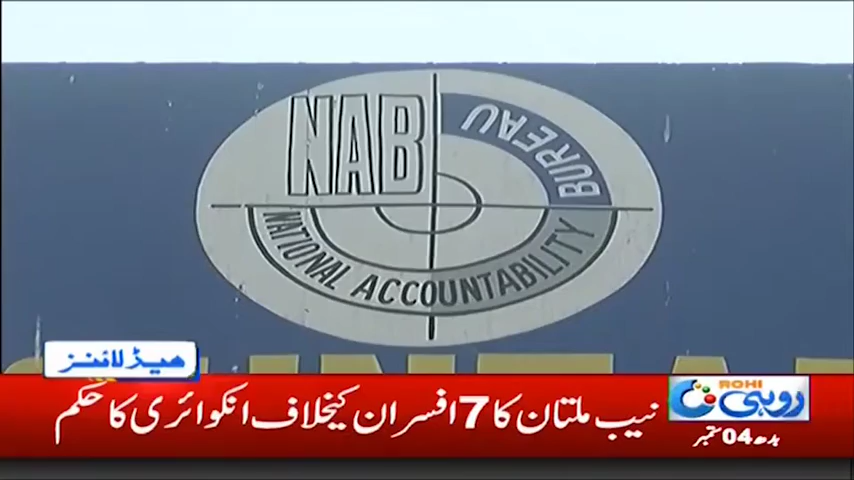 NAB
NATIONAL ACCOUNTABILITY
BUREAU
ہیڈلائنز
نیب ملتان کا 7 افسران کیخلاف انکوائری کا حکم
ROHI
روہی
بدھ 04 ستمبر